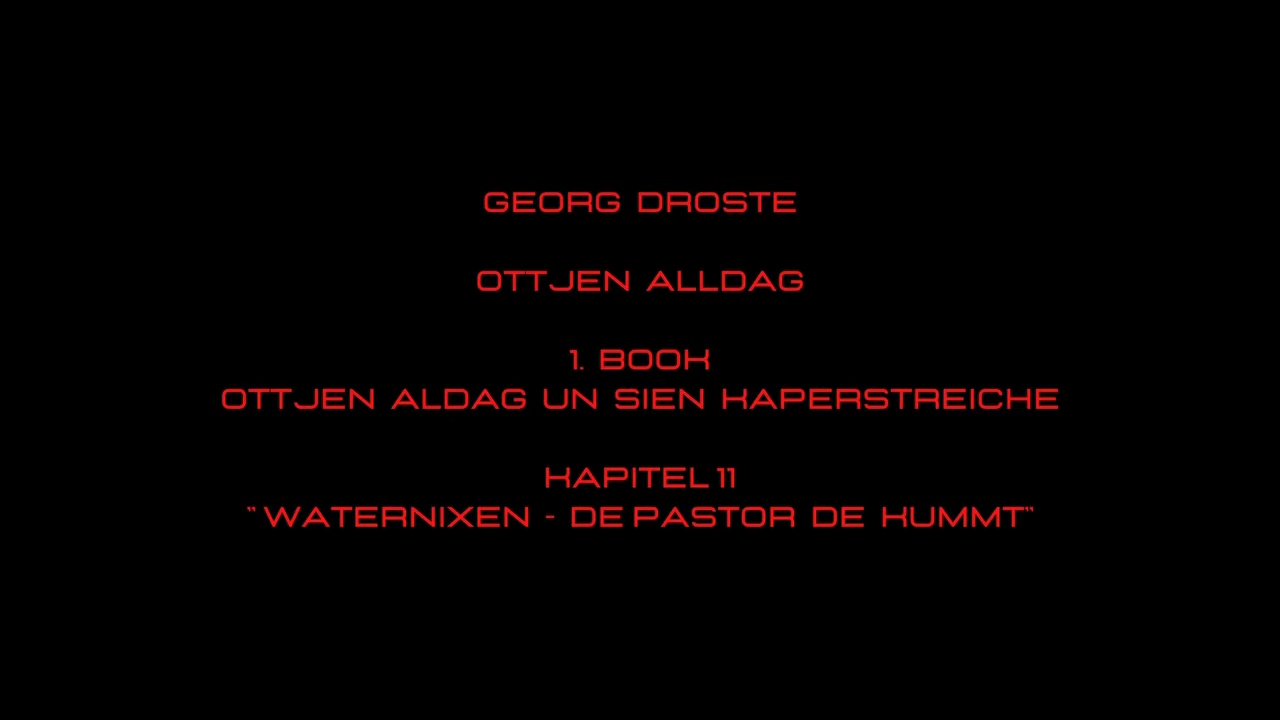 GEORG DROSTE
OTTJEN ALLDAG
1. BOOK
OTTJEN ALDAG UN SIEN KAPERSTREICHE
KAPITEL 11
" WATERNIXEN - DE PASTOR DE KUMMT"